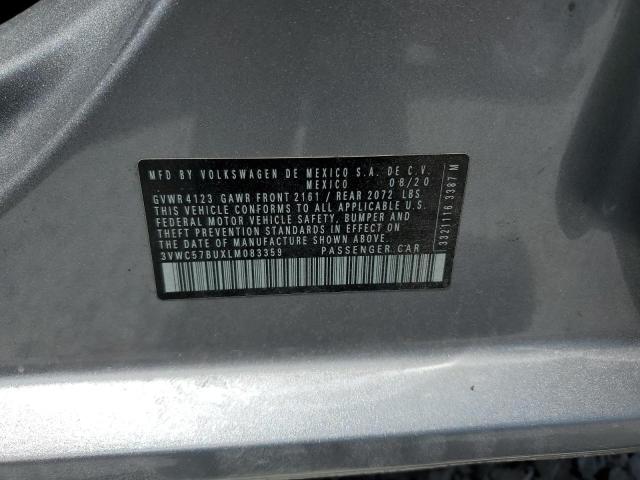 MFD BY VOLKSWAGEN DE MEXICO S.A. DE C.V.
MEXICO 08/20
GVWR 4123 GAWR FRONT 2161 / REAR 2072 LBS
THIS VEHICLE CONFORMS TO ALL APPLICABLE U.S.
FEDERAL MOTOR VEHICLE SAFETY, BUMPER AND
THEFT PREVENTION STANDARDS IN EFFECT ON THE
DATE OF MANUFACTURE SHOWN ABOVE.
3VWC57BUXLM083359 PASSENGER CAR
3321116 3387 M